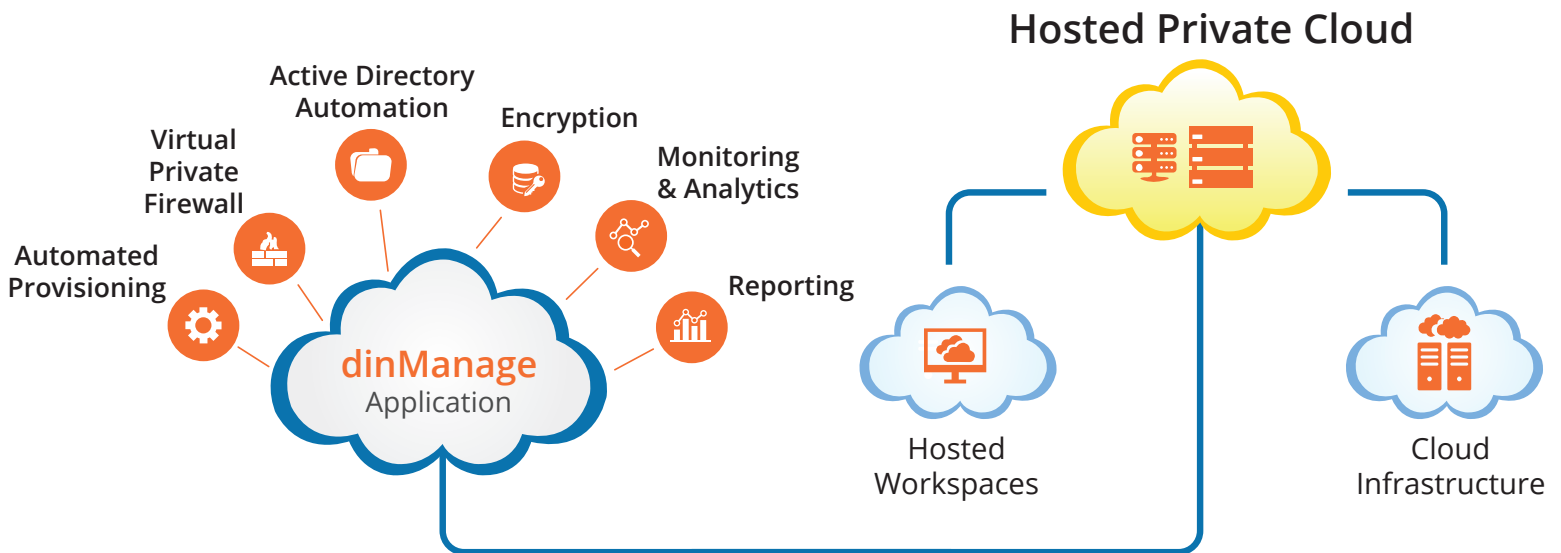 Hosted Private Cloud
Active Directory
Automation
Encryption
Virtual
Private
Firewall
Monitoring
& Analytics
Automated
Provisioning
Reporting
dinManage
Application
Hosted
Workspaces
Cloud
Infrastructure